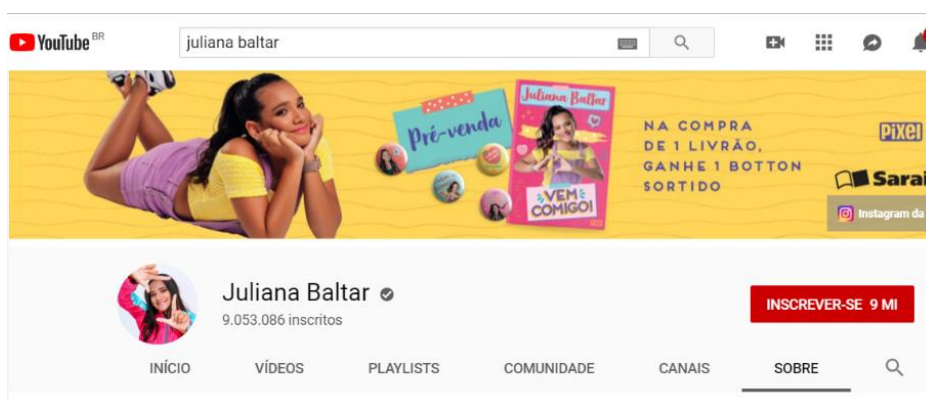 YouTube BR
juliana baltar
Juliana Baltar
Pré-venda
VEM
COMIGO!
NA COMPRA
DE 1 LIVRÃO,
GANHE 1 BOTTON
SORTIDO
PiXEl
Sarai
Instagram da
Juliana Baltar
9.053.086 inscritos
INSCREVER-SE 9 MI
INÍCIO VÍDEOS PLAYLISTS COMUNIDADE CANAIS SOBRE